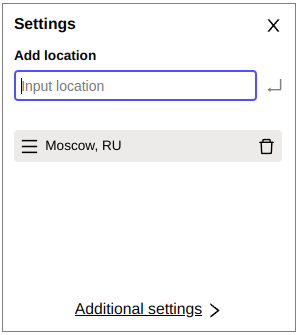 Settings
Add location
Input location
Moscow, RU
Additional settings